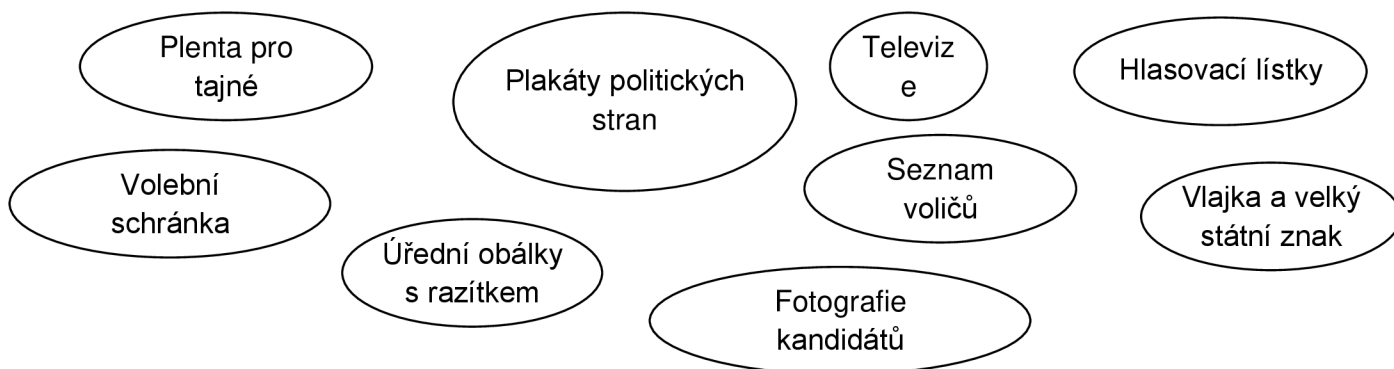 Plenta pro
tajné
Plakáty politických
stran
Televiz
e
Hlasovací lístky
Volební
schránka
Seznam
voličů
Vlajka a velký
státní znak
Úřední obálky
s razítkem
Fotografie
kandidátů